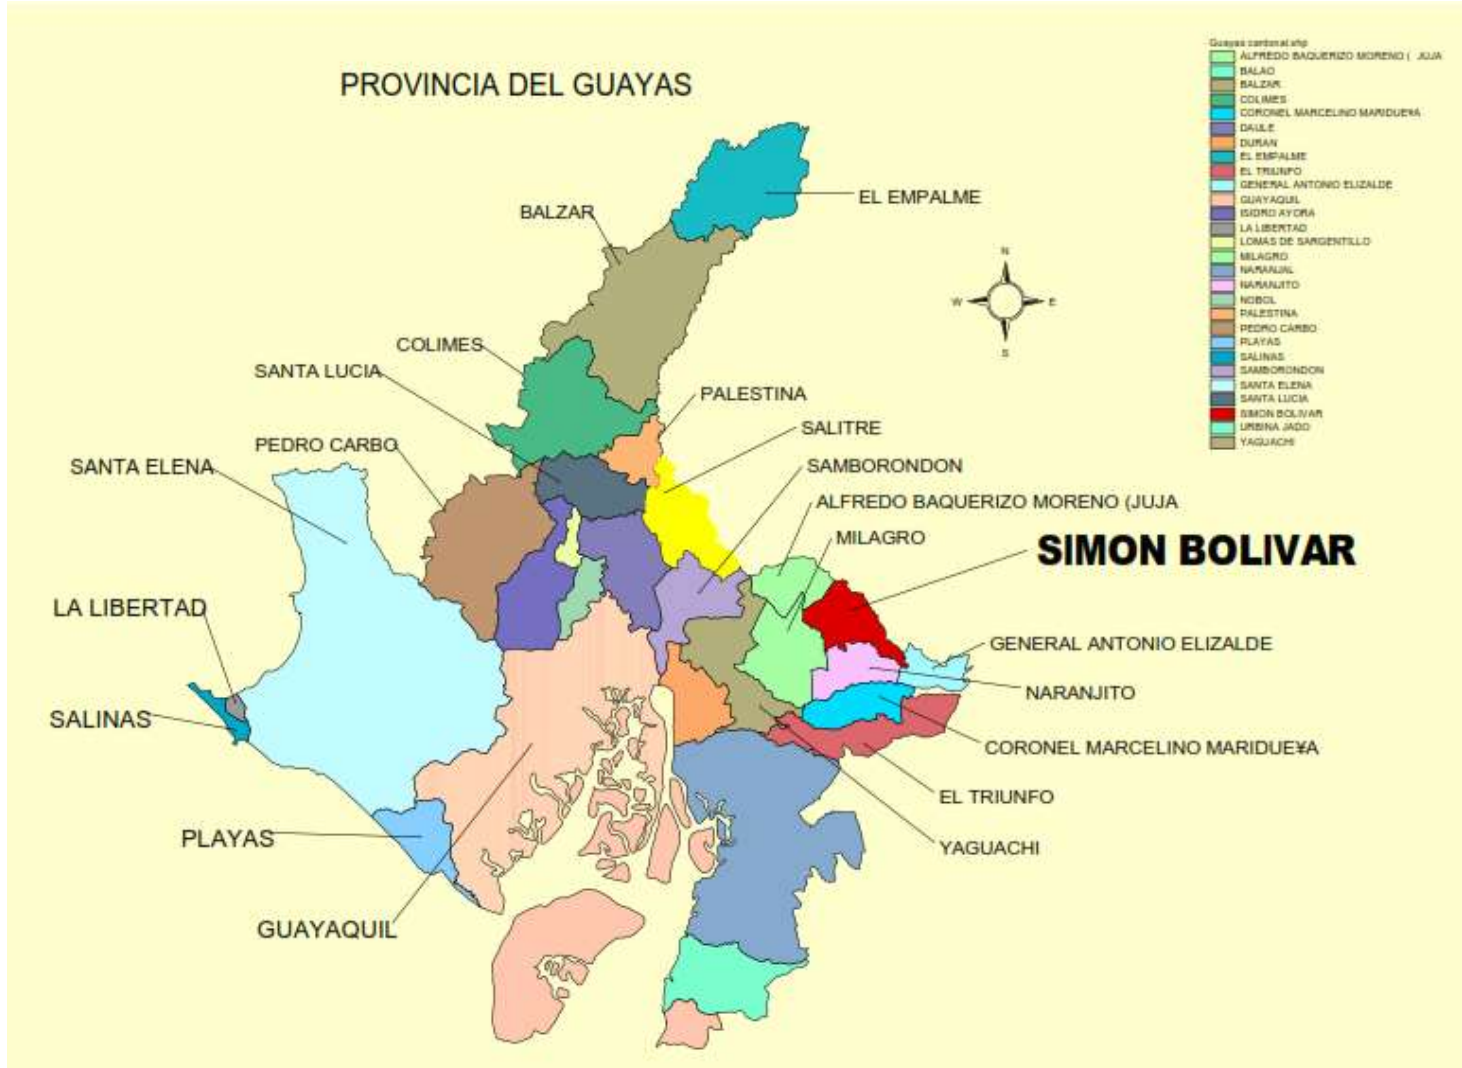 PROVINCIA DEL GUAYAS
Guayas cantonal.shp
ALFREDO BAQUERIZO MORENO ( JUJA
BALAO
BALZAR
COLIMES
CORONEL MARCELINO MARIDUE¥A
DAULE
DURAN
EL EMPALME
EL TRIUNFO
GENERAL ANTONIO ELIZALDE
GUAYAQUIL
ISIDRO AYORA
LA LIBERTAD
LOMAS DE SARGENTILLO
MILAGRO
NARANJAL
NARANJITO
NOBOL
PALESTINA
PEDRO CARBO
PLAYAS
SALINAS
SAMBORONDON
SANTA ELENA
SANTA LUCIA
SIMON BOLIVAR
URBINA JADO
YAGUACHI
EL EMPALME
BALZAR
N
W
E
S
COLIMES
SANTA LUCIA
PALESTINA
SALITRE
PEDRO CARBO
SANTA ELENA
SAMBORONDON
ALFREDO BAQUERIZO MORENO (JUJA
MILAGRO
SIMON BOLIVAR
LA LIBERTAD
GENERAL ANTONIO ELIZALDE
NARANJITO
SALINAS
CORONEL MARCELINO MARIDUE¥A
EL TRIUNFO
PLAYAS
YAGUACHI
GUAYAQUIL